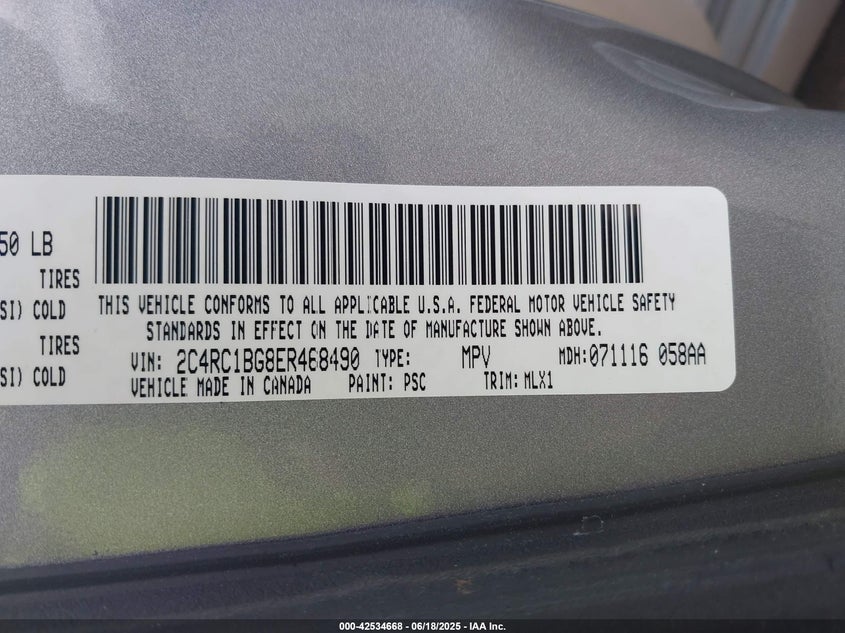 50 LB
TIRES
SI) COLD
TIRES
SI) COLD
THIS VEHICLE CONFORMS TO ALL APPLICABLE U.S.A. FEDERAL MOTOR VEHICLE SAFETY
STANDARDS IN EFFECT ON THE DATE OF MANUFACTURE SHOWN ABOVE.
VIN: 2C4RC1BG8ER468490 TYPE: MPV MDH:071116 058AA
VEHICLE MADE IN CANADA PAINT: PSC TRIM: MLX1
000-42534668 - 06/18/2025 - IAA Inc.